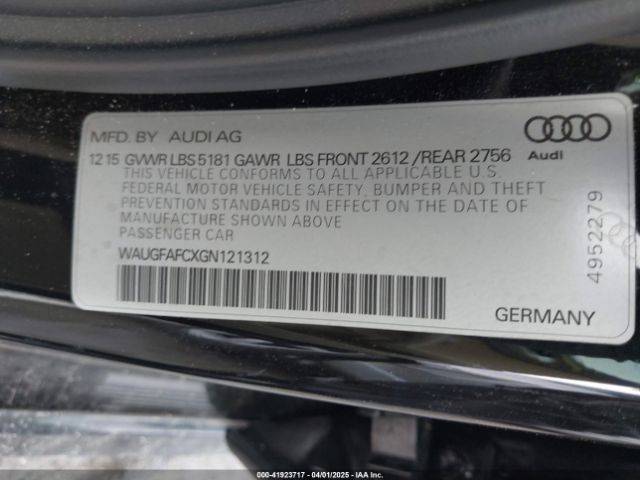 MFD. BY AUDI AG
12 15 GVWR LBS 5181 GAWR LBS FRONT 2612 /REAR 2756
THIS VEHICLE CONFORMS TO ALL APPLICABLE U.S.
FEDERAL MOTOR VEHICLE SAFETY, BUMPER AND THEFT
PREVENTION STANDARDS IN EFFECT ON THE DATE OF
MANUFACTURE SHOWN ABOVE
PASSENGER CAR
WAUGFAFCXGN121312
Audi
4952279
GERMANY
000-41923717 - 04/01/2025 - IAAI.COM